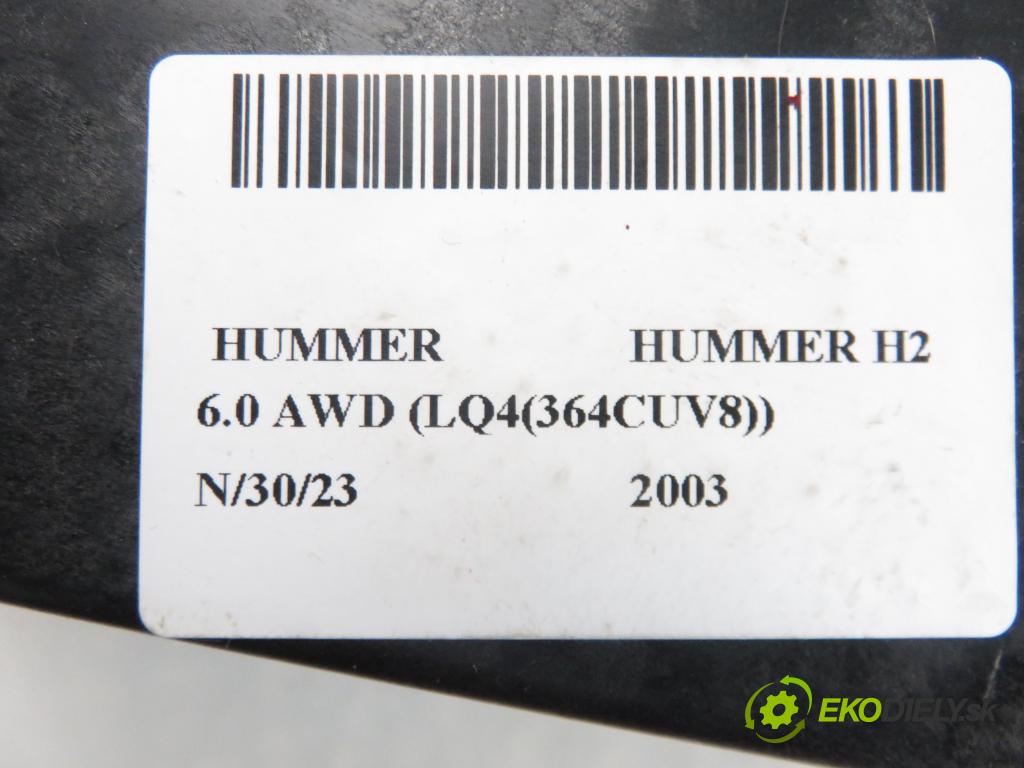 HUMMER HUMMER H2
6.0 AWD (LQ4(364CUV8))
N/30/23 2003
EKODIELY.sk